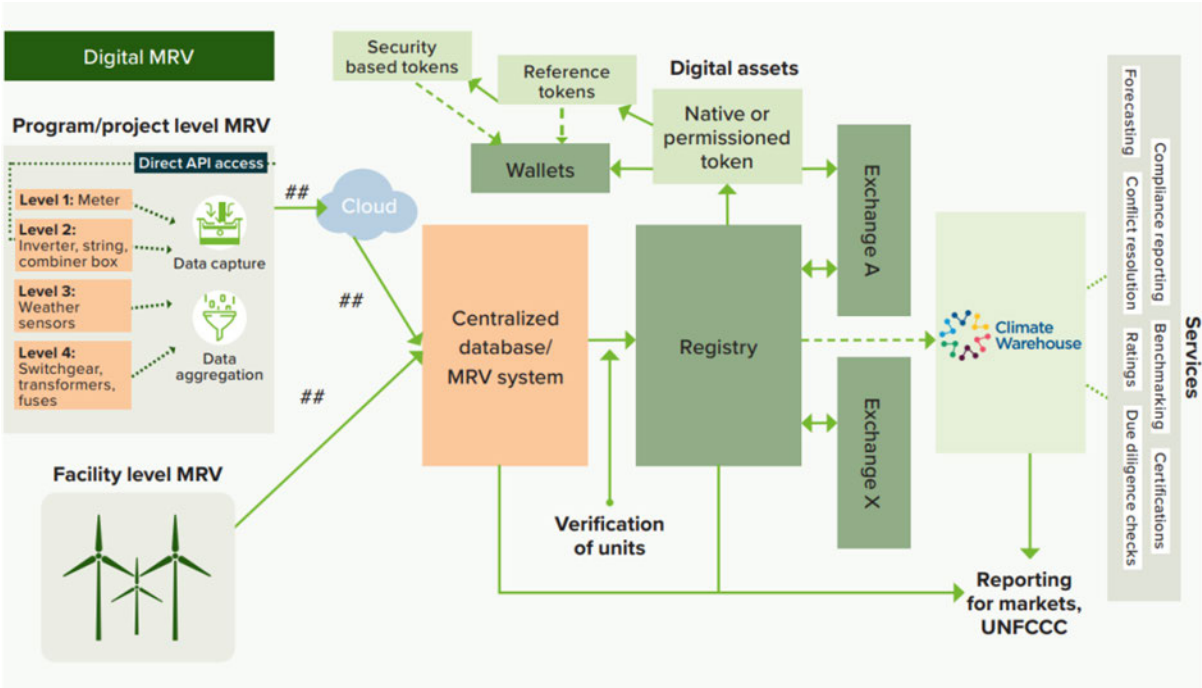 Digital MRV
Program/project level MRV
Direct API access
Level 1: Meter
Level 2:
Inverter, string,
combiner box
Level 3:
Weather
sensors
Level 4:
Switchgear,
transformers,
fuses
Data capture
Data
aggregation
Facility level MRV
##
##
##
Cloud
Security
based tokens
Reference
tokens
Digital assets
Native or
permissioned
token
Wallets
Centralized
database/
MRV system
Registry
Verification
of units
Exchange A
Exchange X
Climate
Warehouse
Reporting
for markets,
UNFCCC
Forecasting
Conflict resolution
Ratings
Due diligence checks
Compliance reporting
Benchmarking
Certifications
Services